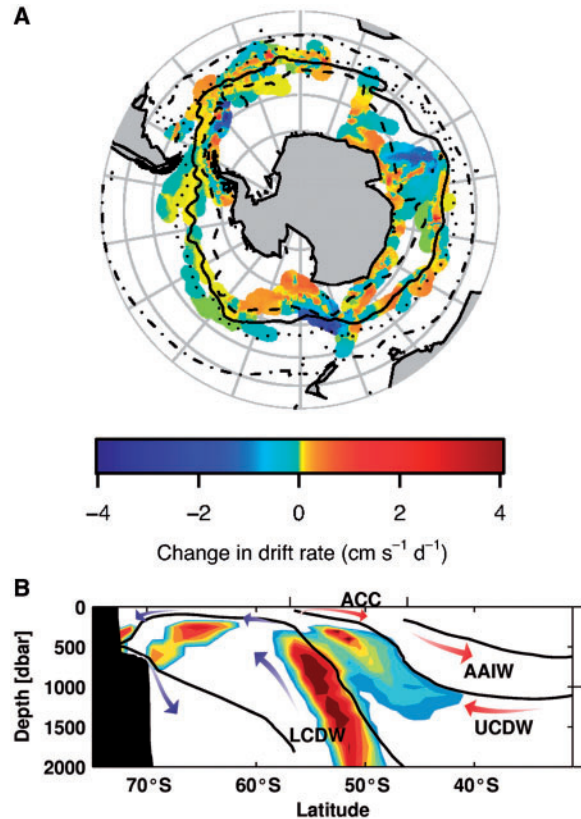 A
−4 −2 0 2 4
Change in drift rate (cm s⁻¹ d⁻¹)
B
ACC
0
500
1000
1500
2000
Depth [dbar]
AAIW
LCDW
UCDW
70°S 60°S 50°S 40°S
Latitude